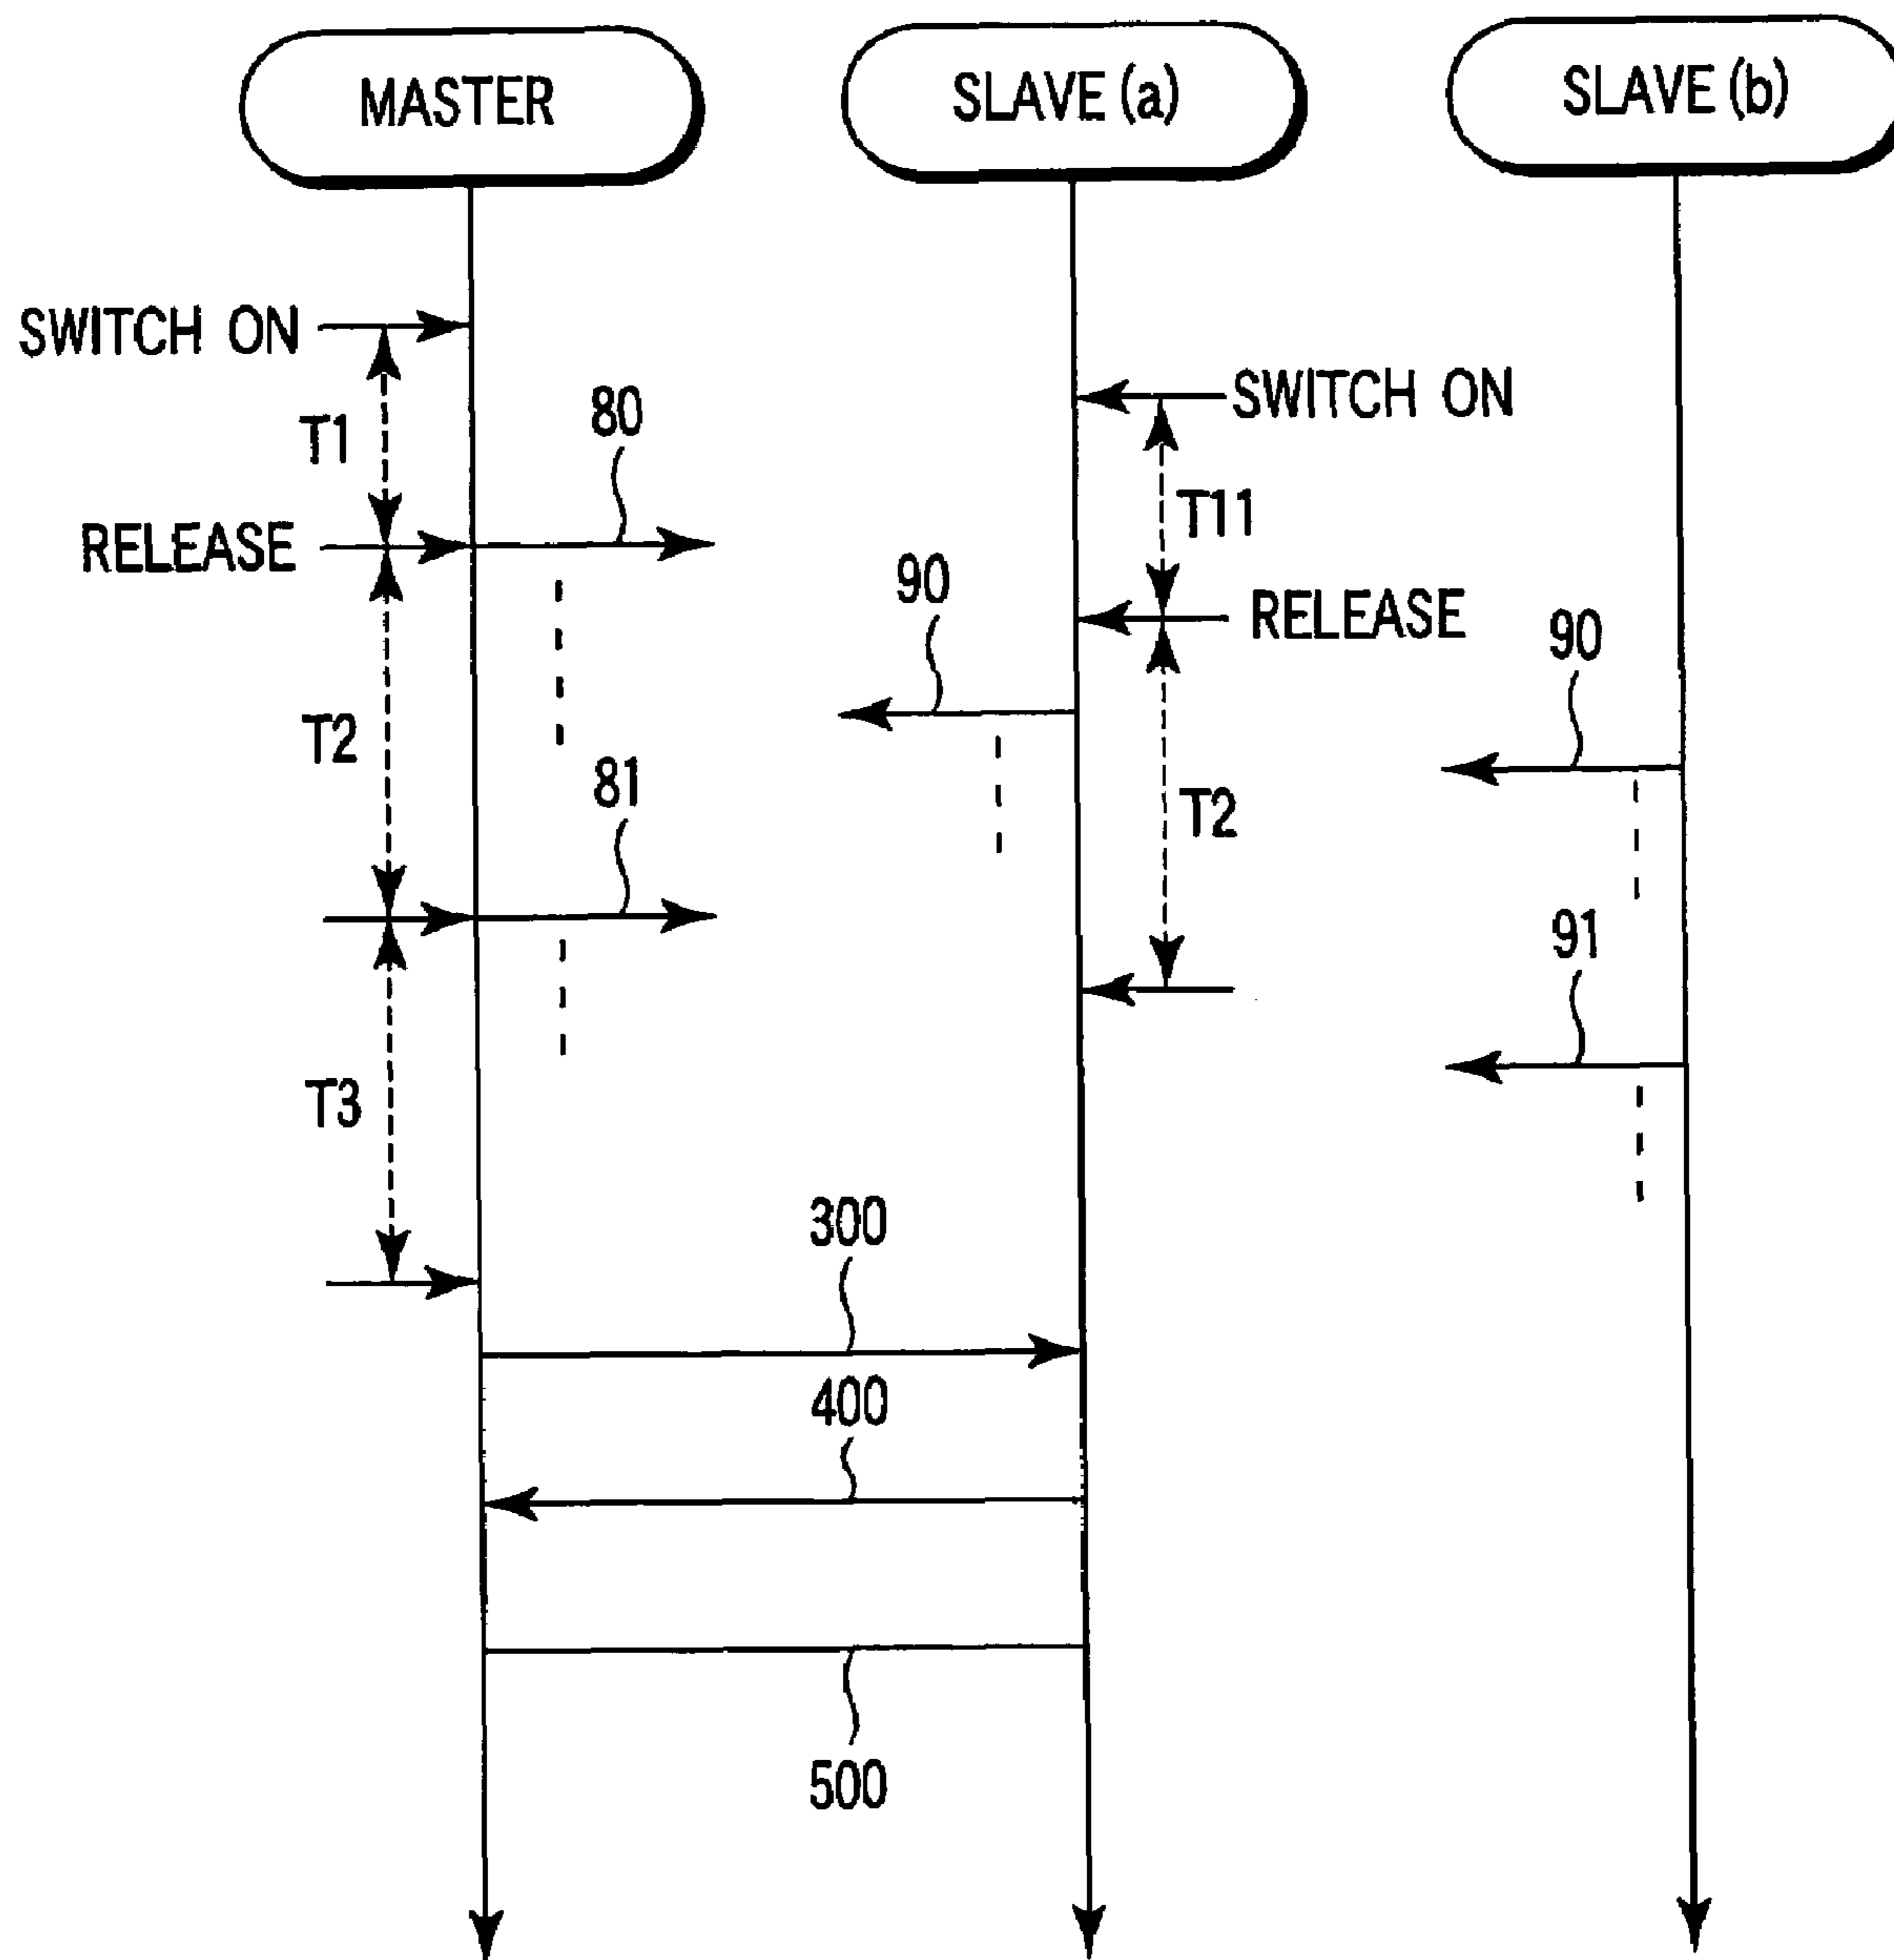 MASTER
SLAVE (a)
SLAVE (b)
SWITCH ON
SWITCH ON
T1
80
T11
RELEASE
90
RELEASE
90
T2
81
T2
91
T3
300
400
500